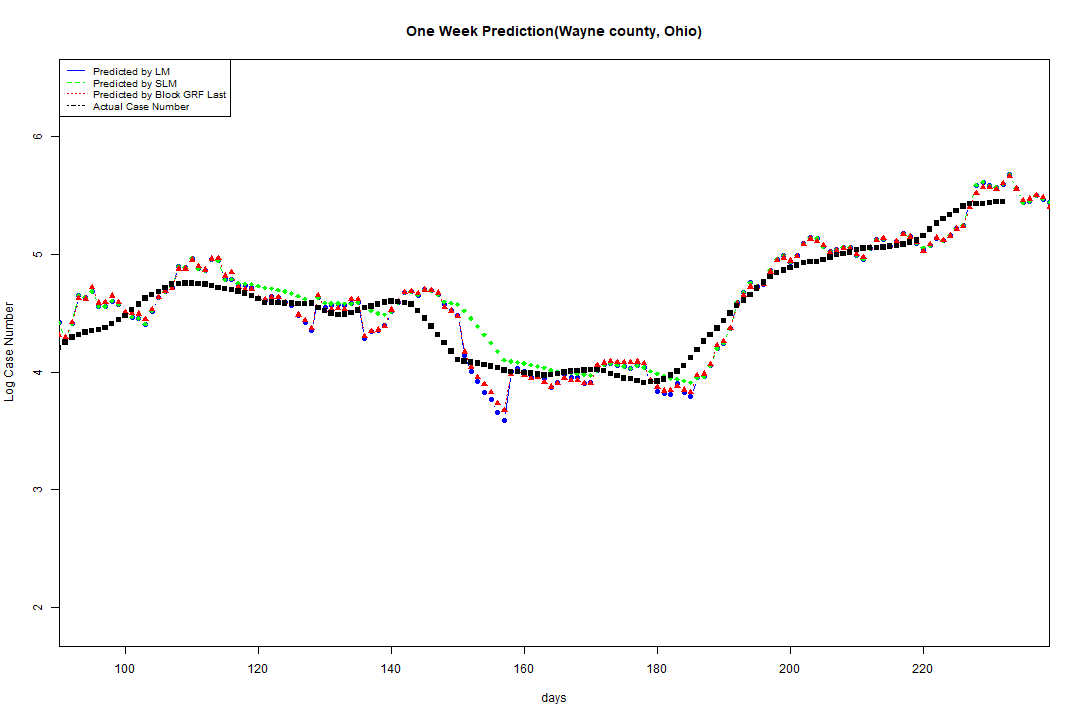 One Week Prediction(Wayne county, Ohio)
Predicted by LM
Predicted by SLM
Predicted by Block GRF Last
Actual Case Number
6
5
4
3
2
Log Case Number
100 120 140 160 180 200 220
days